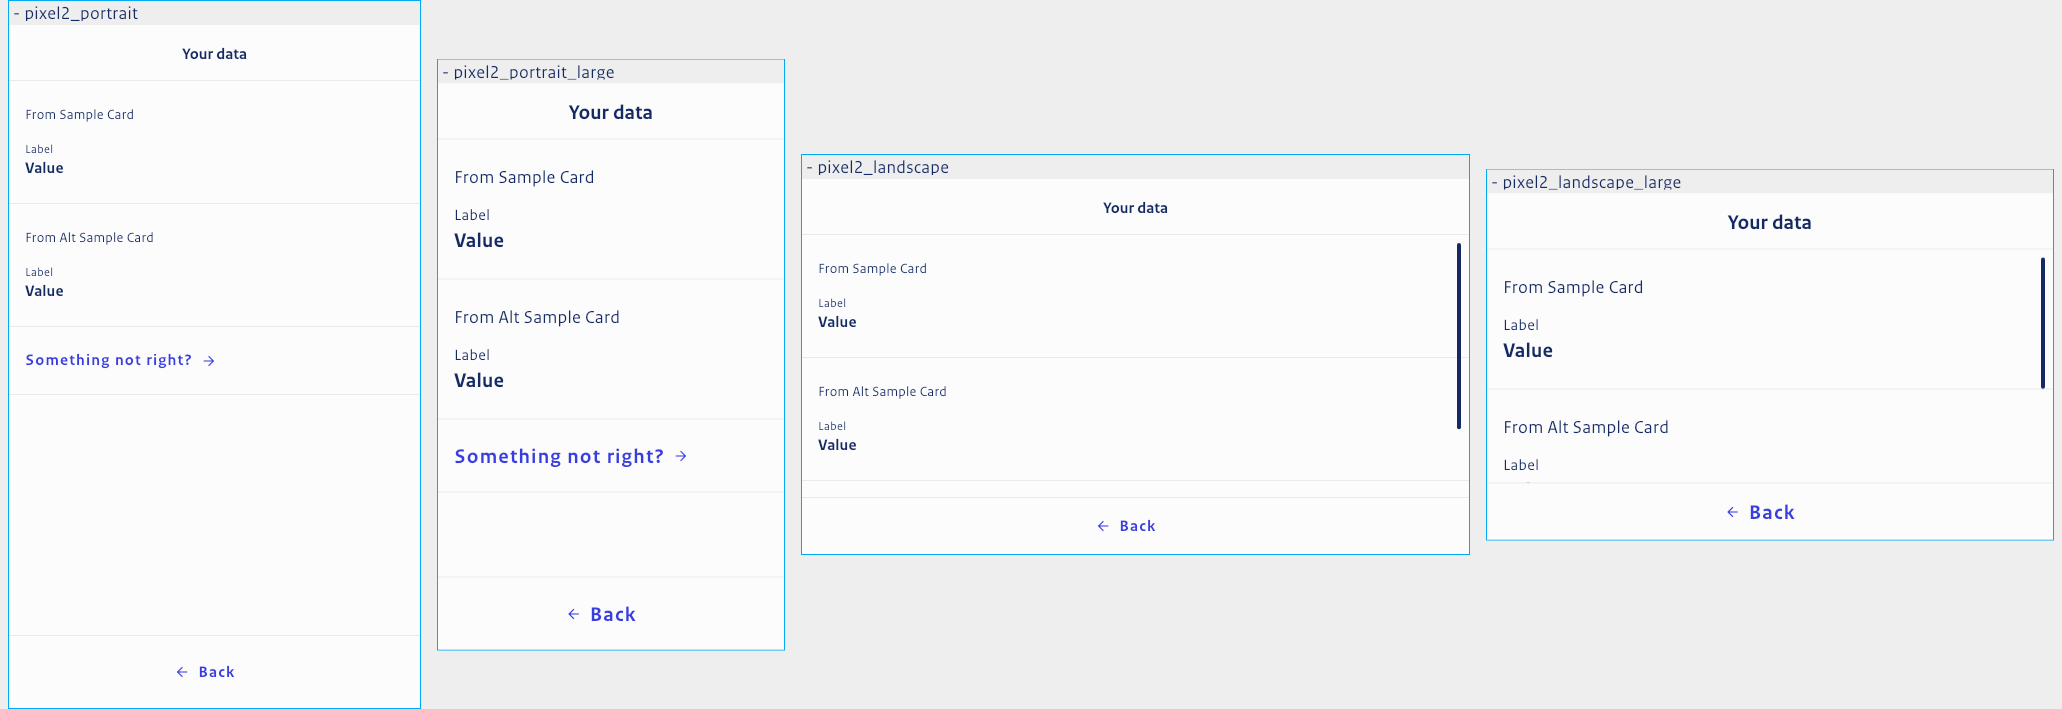 - pixel2_portrait
Your data
From Sample Card
Label
Value
From Alt Sample Card
Label
Value
Something not right? →
← Back
- pixel2_portrait_large
Your data
From Sample Card
Label
Value
From Alt Sample Card
Label
Value
Something not right? →
← Back
- pixel2_landscape
Your data
From Sample Card
Label
Value
From Alt Sample Card
Label
Value
← Back
- pixel2_landscape_large
Your data
From Sample Card
Label
Value
From Alt Sample Card
Label
← Back